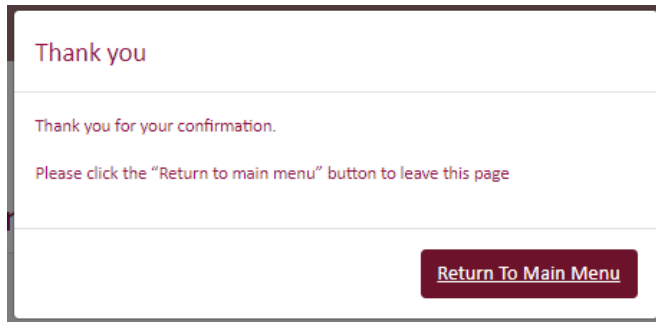 Thank you
Thank you for your confirmation.
Please click the “Return to main menu” button to leave this page
Return To Main Menu